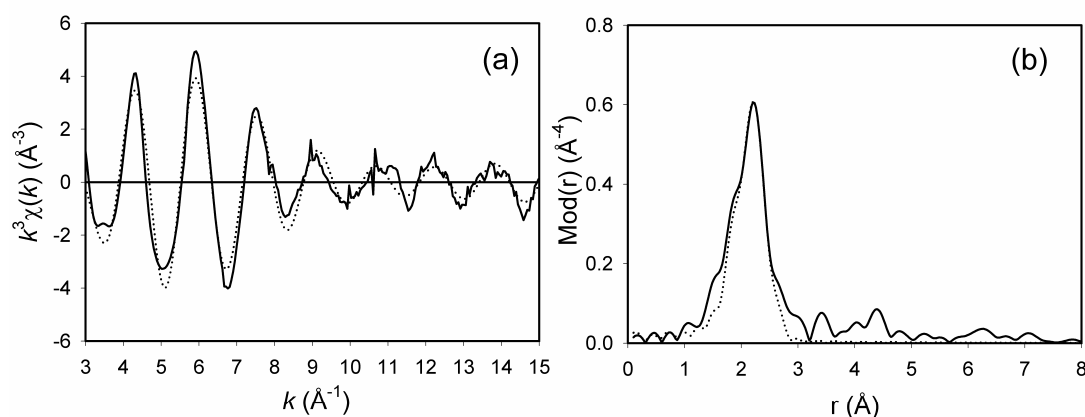 (a)
k³χ(k) (Å⁻³)
6
4
2
0
-2
-4
-6
3 4 5 6 7 8 9 10 11 12 13 14 15
k (Å⁻¹)
(b)
Mod(r) (Å⁻⁴)
0.8
0.6
0.4
0.2
0.0
0 1 2 3 4 5 6 7 8
r (Å)